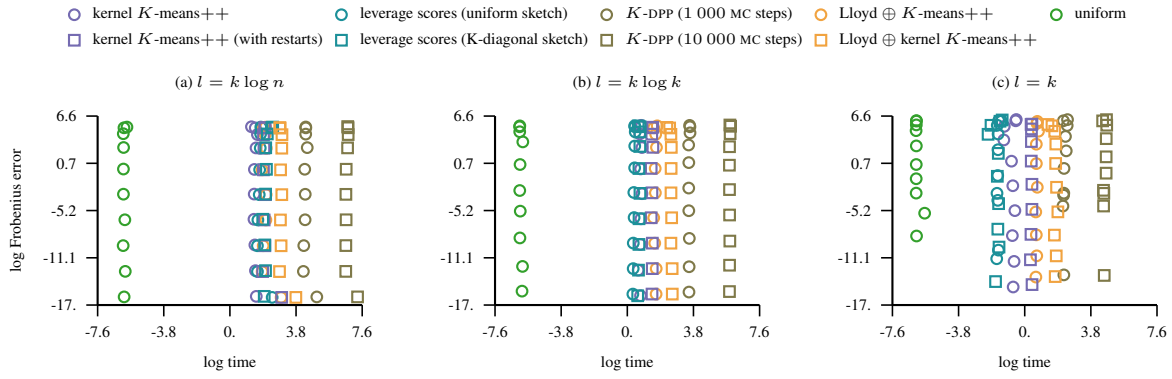 kernel K-means++ leverage scores (uniform sketch) K-DPP (1 000 MC steps) Lloyd ⊕ K-means++ uniform
kernel K-means++ (with restarts) leverage scores (K-diagonal sketch) K-DPP (10 000 MC steps) Lloyd ⊕ kernel K-means++
(a) l = k log n
(b) l = k log k
(c) l = k
log Frobenius error
6.6
0.7
-5.2
-11.1
-17.
-7.6 -3.8 0. 3.8 7.6
log time
6.6
0.7
-5.2
-11.1
-17.
-7.6 -3.8 0. 3.8 7.6
log time
6.6
0.7
-5.2
-11.1
-17.
-7.6 -3.8 0. 3.8 7.6
log time